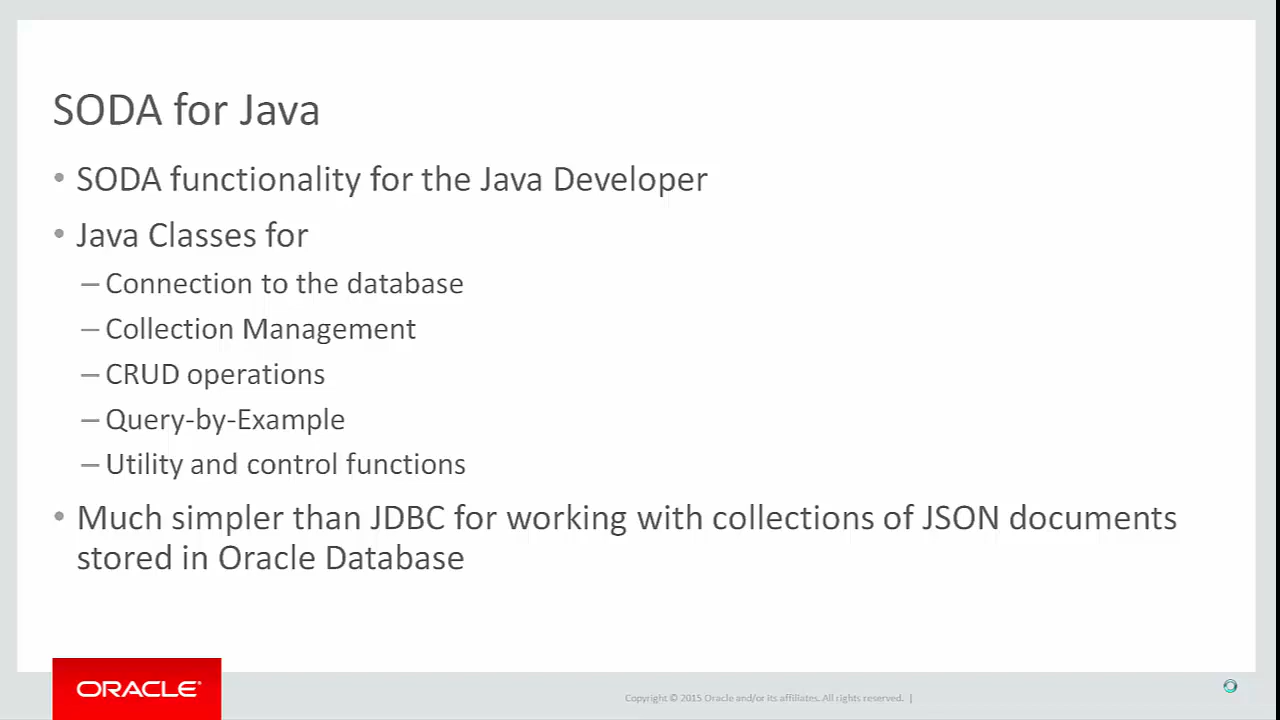 SODA for Java
• SODA functionality for the Java Developer
• Java Classes for
– Connection to the database
– Collection Management
– CRUD operations
– Query-by-Example
– Utility and control functions
• Much simpler than JDBC for working with collections of JSON documents
stored in Oracle Database
ORACLE®
Copyright © 2015 Oracle and/or its affiliates. All rights reserved. |